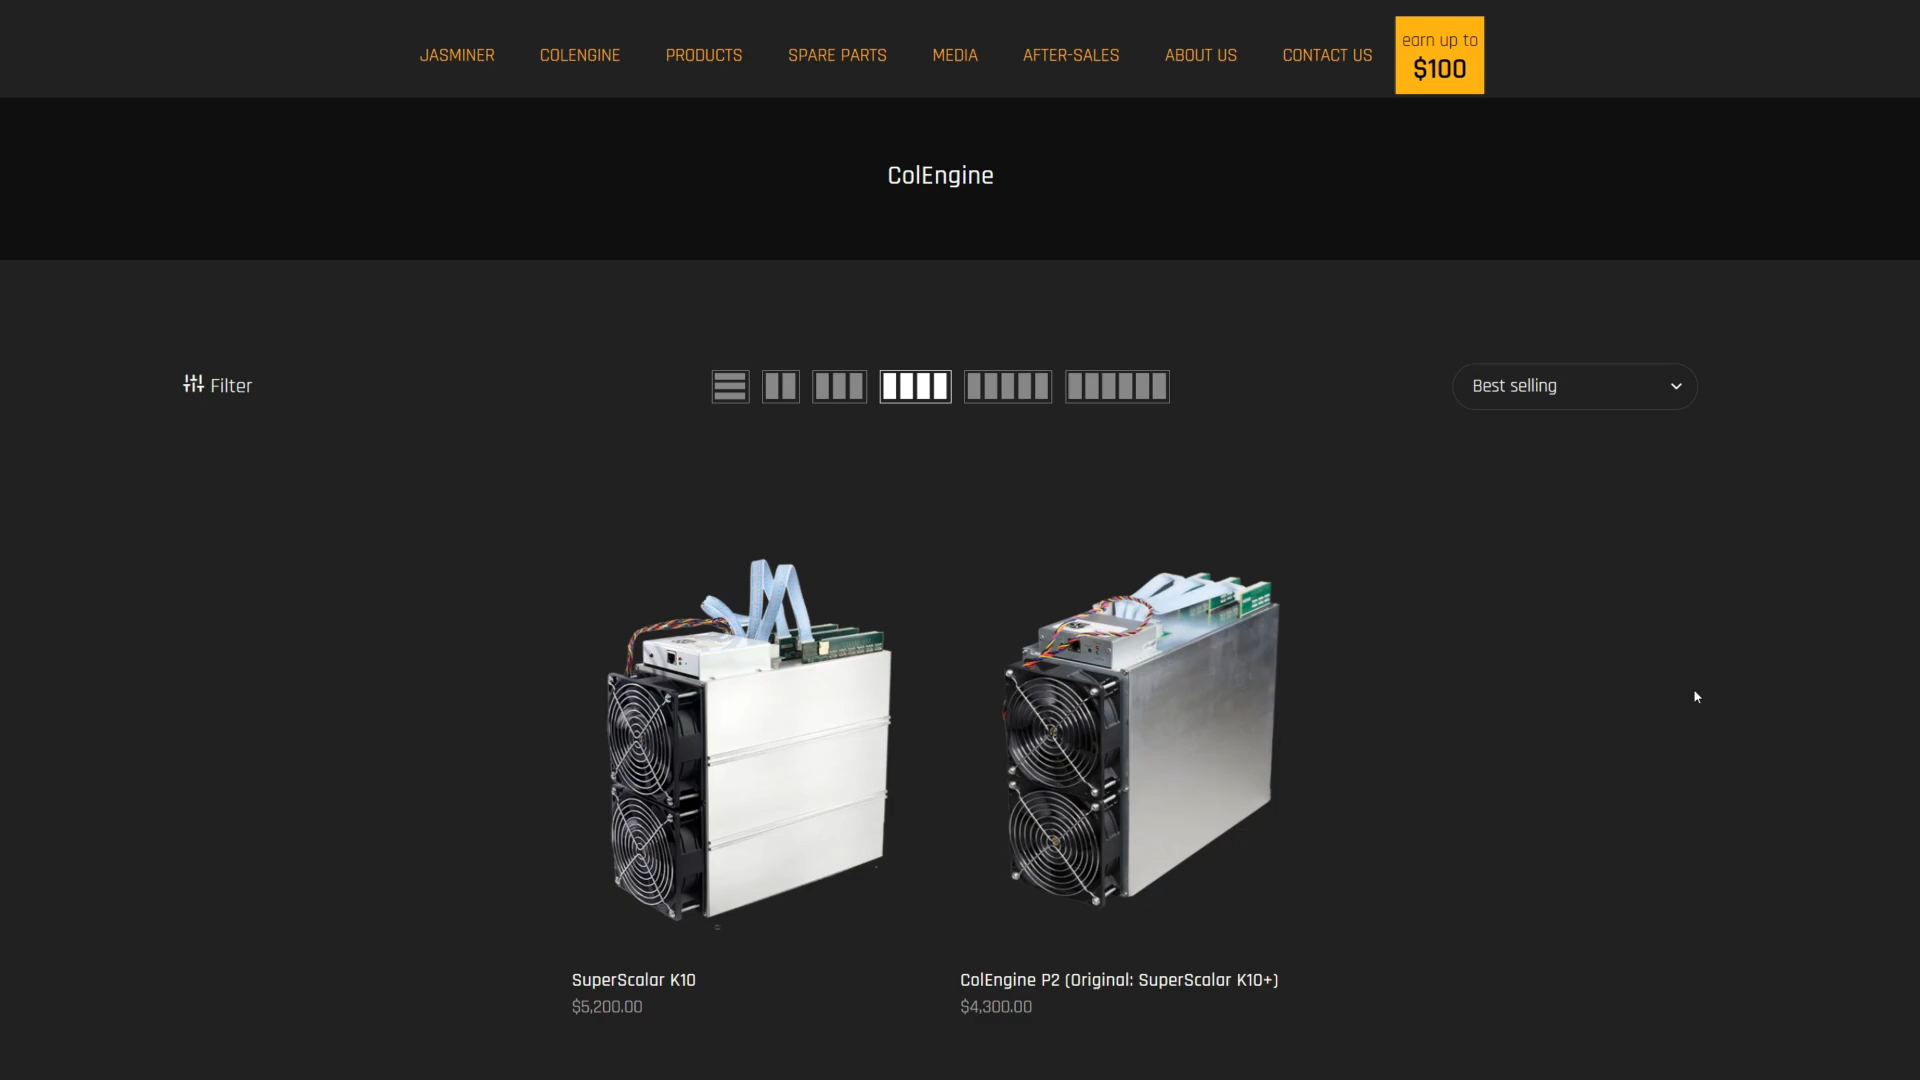 JASMINER
COLENGINE
PRODUCTS
SPARE PARTS
MEDIA
AFTER-SALES
ABOUT US
CONTACT US
earn up to
$100
ColEngine
Filter
Best selling
SuperScalar K10
$5,200.00
ColEngine P2 (Original: SuperScalar K10+)
$4,300.00